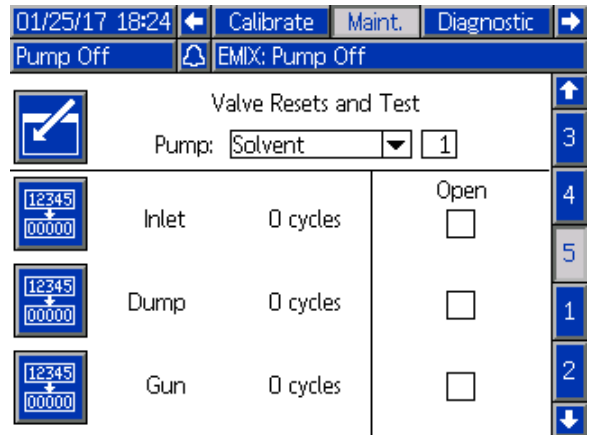 01/25/17 18:24 Calibrate Maint. Diagnostic
Pump Off EMIX: Pump Off
Valve Resets and Test
Pump: Solvent 1
3
4
5
1
2
Open
12345
00000
Inlet 0 cycles
12345
00000
Dump 0 cycles
12345
00000
Gun 0 cycles